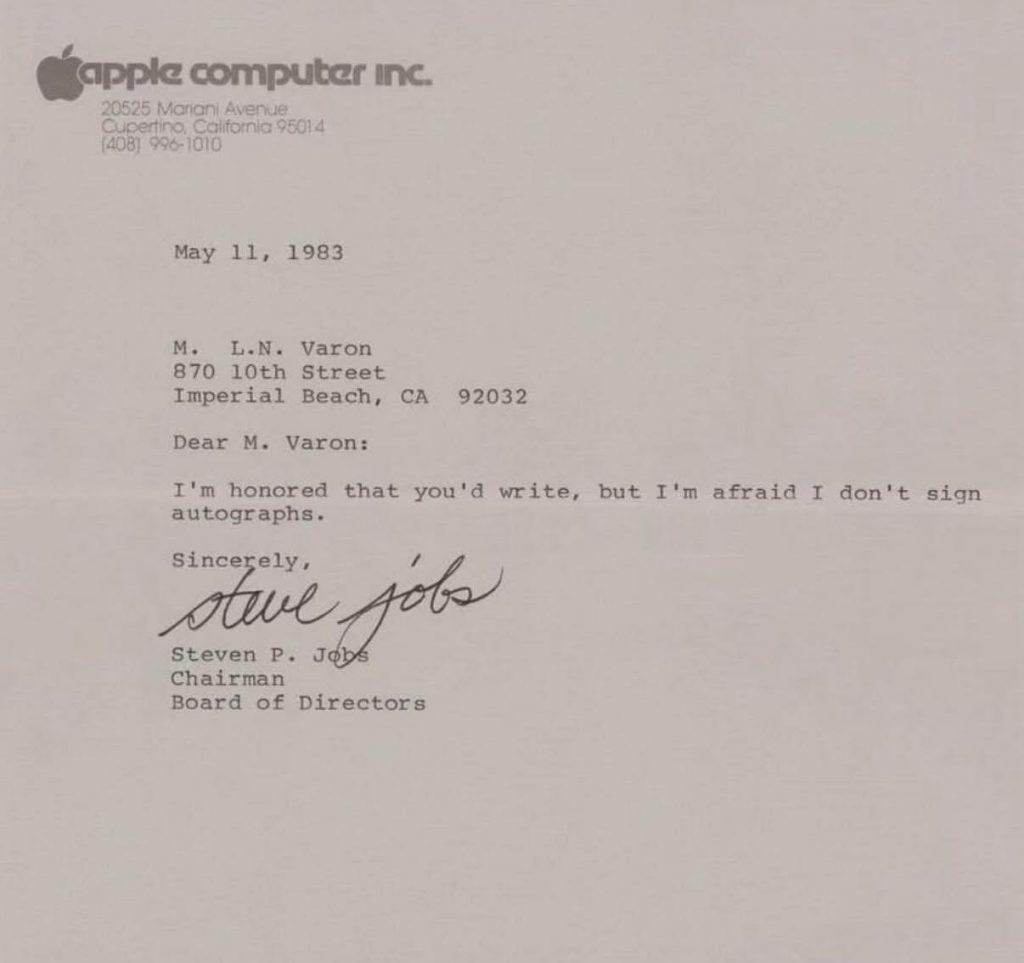 apple computer inc.
20525 Mariani Avenue
Cupertino, California 95014
(408) 996-1010
May 11, 1983
M.  L.N. Varon
870 10th Street
Imperial Beach, CA  92032
Dear M. Varon:
I'm honored that you'd write, but I'm afraid I don't sign
autographs.
Sincerely,
steve jobs
Steven P. Jobs
Chairman
Board of Directors